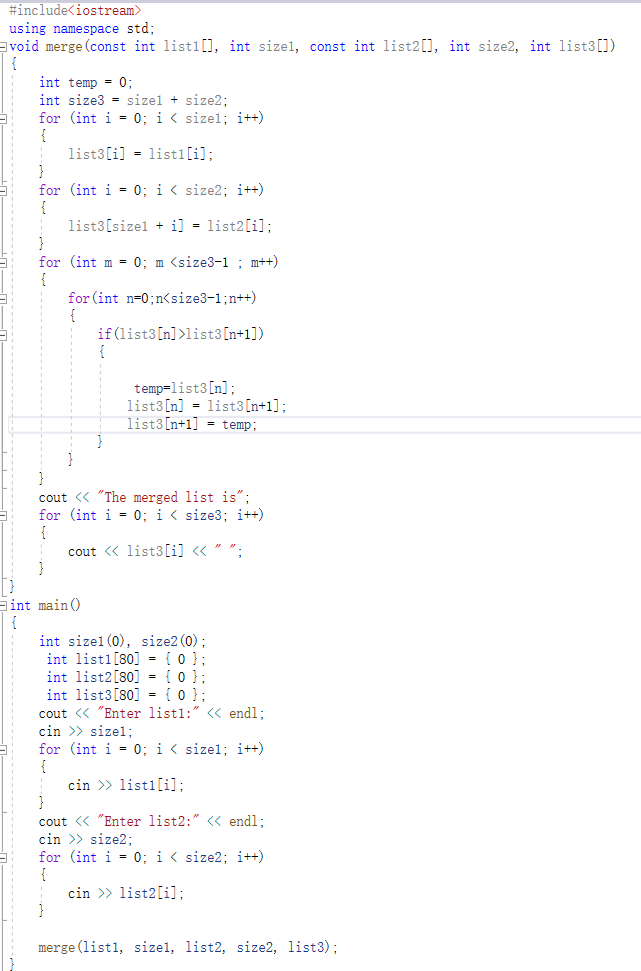 #include<iostream>
using namespace std;
void merge(const int list1[], int size1, const int list2[], int size2, int list3[])
{
    int temp = 0;
    int size3 = size1 + size2;
    for (int i = 0; i < size1; i++)
    {
        list3[i] = list1[i];
    }
    for (int i = 0; i < size2; i++)
    {
        list3[size1 + i] = list2[i];
    }
    for (int m = 0; m <size3-1 ; m++)
    {
        for(int n=0;n<size3-1;n++)
        {
            if(list3[n]>list3[n+1])
            {
                 temp=list3[n];
                list3[n] = list3[n+1];
                list3[n+1] = temp;
            }
        }
    }
    cout << "The merged list is";
    for (int i = 0; i < size3; i++)
    {
        cout << list3[i] << " ";
    }
}
int main()
{
    int size1(0), size2(0);
     int list1[80] = { 0 };
     int list2[80] = { 0 };
     int list3[80] = { 0 };
    cout << "Enter list1:" << endl;
    cin >> size1;
    for (int i = 0; i < size1; i++)
    {
        cin >> list1[i];
    }
    cout << "Enter list2:" << endl;
    cin >> size2;
    for (int i = 0; i < size2; i++)
    {
        cin >> list2[i];
    }
    merge(list1, size1, list2, size2, list3);
}